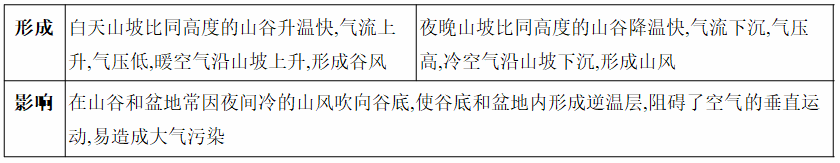 形成
白天山坡比同高度的山谷升温快,气流上
升,气压低,暖空气沿山坡上升,形成谷风
夜晚山坡比同高度的山谷降温快,气流下沉,气压
高,冷空气沿山坡下沉,形成山风
影响
在山谷和盆地常因夜间冷的山风吹向谷底,使谷底和盆地内形成逆温层,阻碍了空气的垂直运
动,易造成大气污染